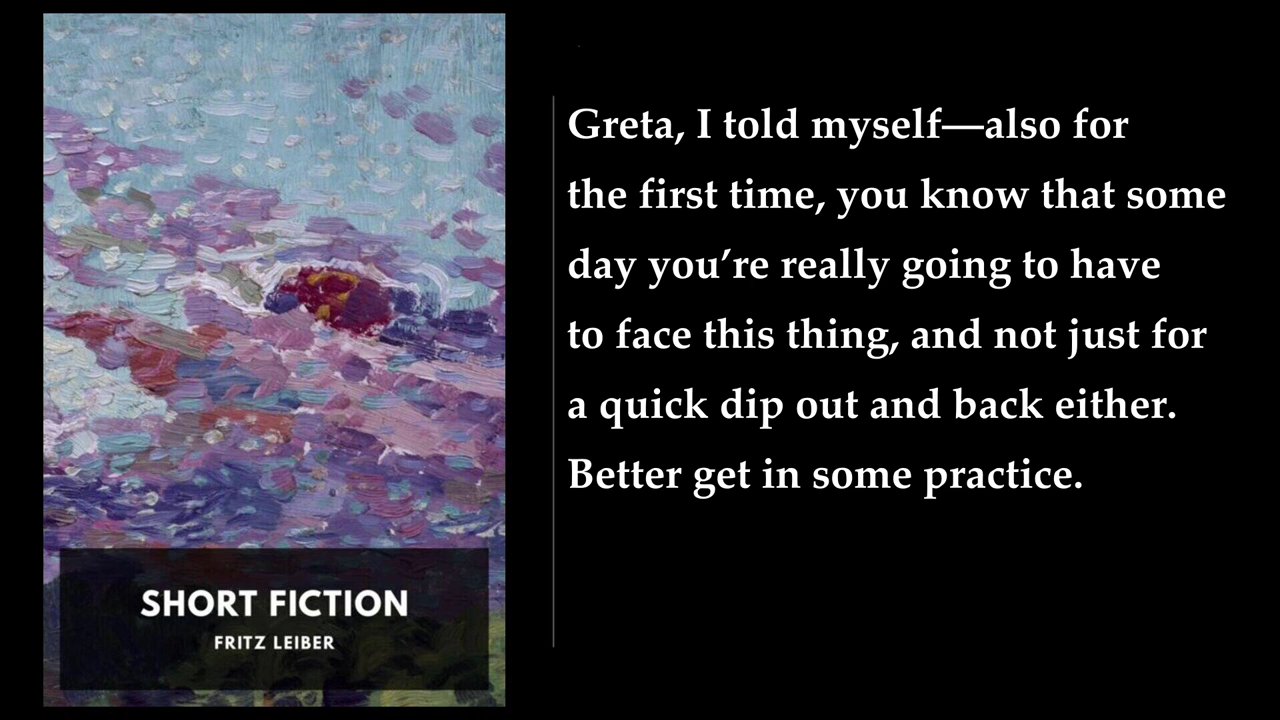 Greta, I told myself—also for
the first time, you know that some
day you’re really going to have
to face this thing, and not just for
a quick dip out and back either.
Better get in some practice.
SHORT FICTION
FRITZ LEIBER